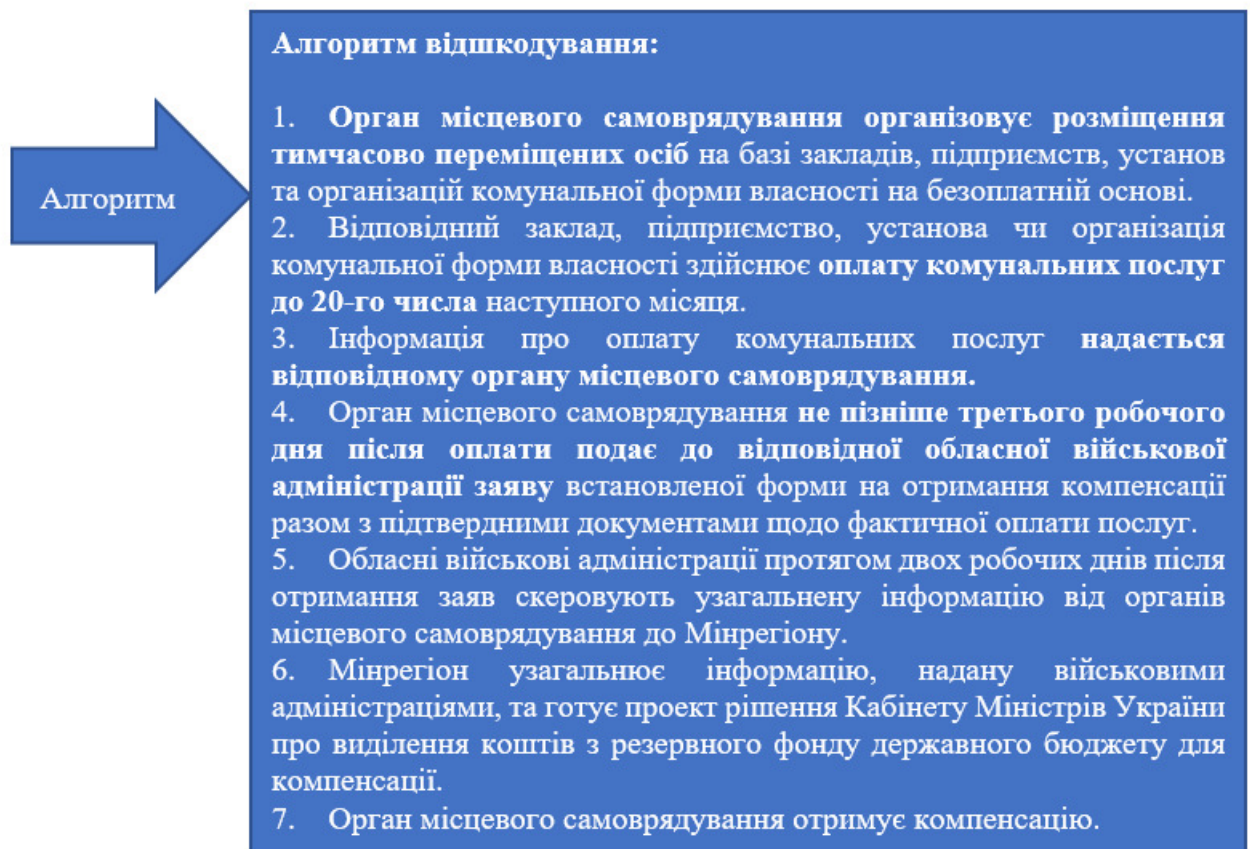 Алгоритм
Алгоритм відшкодування:
1. Орган місцевого самоврядування організовує розміщення
тимчасово переміщених осіб на базі закладів, підприємств, установ
та організацій комунальної форми власності на безоплатній основі.
2. Відповідний заклад, підприємство, установа чи організація
комунальної форми власності здійснює оплату комунальних послуг
до 20-го числа наступного місяця.
3. Інформація про оплату комунальних послуг надається
відповідному органу місцевого самоврядування.
4. Орган місцевого самоврядування не пізніше третього робочого
дня після оплати подає до відповідної обласної військової
адміністрації заяву встановленої форми на отримання компенсації
разом з підтвердними документами щодо фактичної оплати послуг.
5. Обласні військові адміністрації протягом двох робочих днів після
отримання заяв скеровують узагальнену інформацію від органів
місцевого самоврядування до Мінрегіону.
6. Мінрегіон узагальнює інформацію, надану військовими
адміністраціями, та готує проект рішення Кабінету Міністрів України
про виділення коштів з резервного фонду державного бюджету для
компенсації.
7. Орган місцевого самоврядування отримує компенсацію.